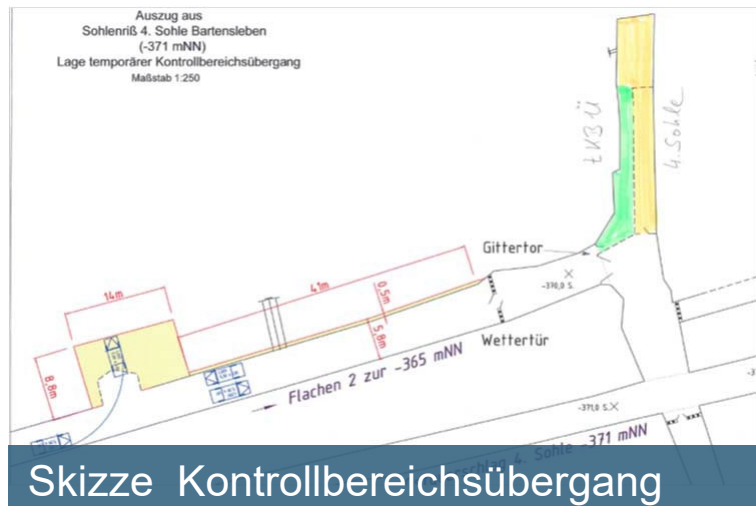 Auszug aus
Sohlenriß 4. Sohle Bartensleben
(-371 mNN)
Lage temporärer Kontrollbereichsübergang
Maßstab 1:250
tKBÜ
4. Sohle
Gittertor
-370,0 S.
14m
41m
0,5m
5,8m
8,8m
Wettertür
Flachen 2 zur -365 mNN
-371,0 S.
4. Sohle -371 mNN
Skizze Kontrollbereichsübergang